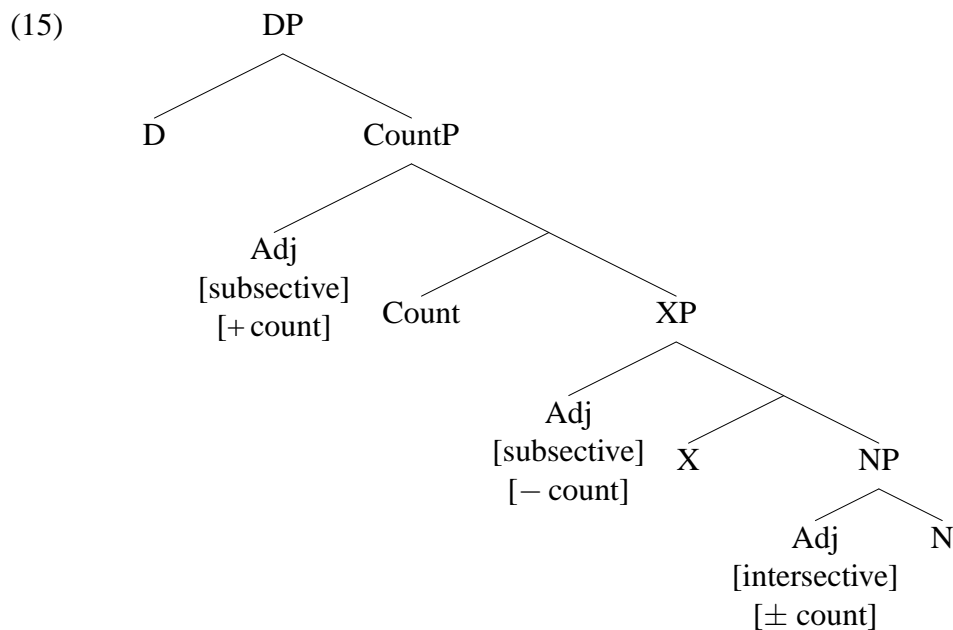 (15) DP
D CountP
Adj
[subsective]
[+ count]
Count XP
Adj
[subsective]
[− count]
X NP
Adj
[intersective]
[± count]
N